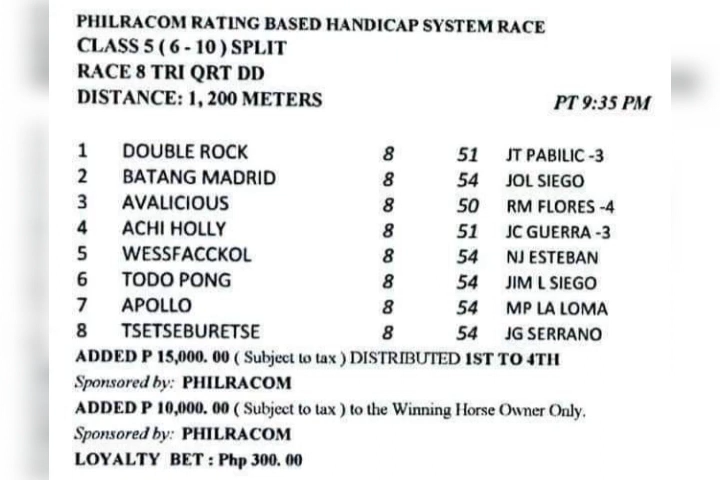 PHILRACOM RATING BASED HANDICAP SYSTEM RACE
CLASS 5 ( 6 - 10 ) SPLIT
RACE 8 TRI QRT DD
DISTANCE: 1, 200 METERS PT 9:35 PM
1 DOUBLE ROCK 8 51 JT PABILIC -3
2 BATANG MADRID 8 54 JOL SIEGO
3 AVALICIOUS 8 50 RM FLORES -4
4 ACHI HOLLY 8 51 JC GUERRA -3
5 WESSFACCKOL 8 54 NJ ESTEBAN
6 TODO PONG 8 54 JIM L SIEGO
7 APOLLO 8 54 MP LA LOMA
8 TSETSEBURETSE 8 54 JG SERRANO
ADDED P 15,000. 00 ( Subject to tax ) DISTRIBUTED 1ST TO 4TH
Sponsored by: PHILRACOM
ADDED P 10,000. 00 ( Subject to tax ) to the Winning Horse Owner Only.
Sponsored by: PHILRACOM
LOYALTY BET : Php 300. 00